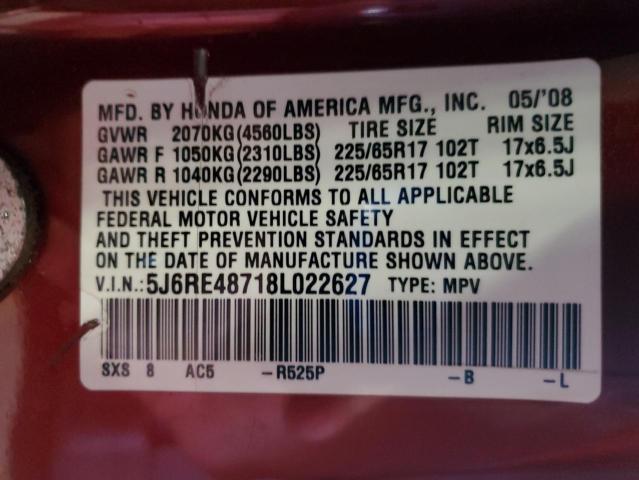 MFD. BY HONDA OF AMERICA MFG., INC. 05/'08
GVWR 2070KG(4560LBS) TIRE SIZE RIM SIZE
GAWR F 1050KG(2310LBS) 225/65R17 102T 17x6.5J
GAWR R 1040KG(2290LBS) 225/65R17 102T 17x6.5J
THIS VEHICLE CONFORMS TO ALL APPLICABLE
FEDERAL MOTOR VEHICLE SAFETY
AND THEFT PREVENTION STANDARDS IN EFFECT
ON THE DATE OF MANUFACTURE SHOWN ABOVE.
V.I.N.: 5J6RE48718L022627 TYPE: MPV
SXS 8 AC5 -R525P -B -L